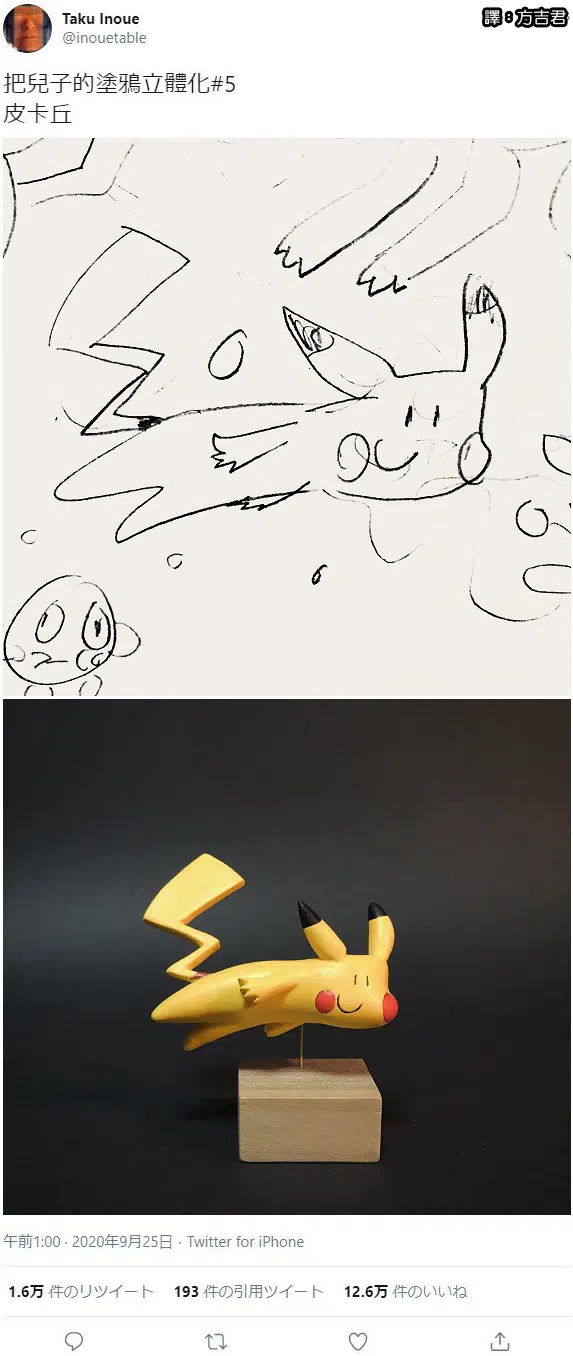 Taku Inoue
@inouetable
譯8方吉君
把兒子的塗鴉立體化#5
皮卡丘
午前1:00 · 2020年9月25日 · Twitter for iPhone
1.6万 件のリツイート 193 件の引用ツイート 12.6万 件のいいね